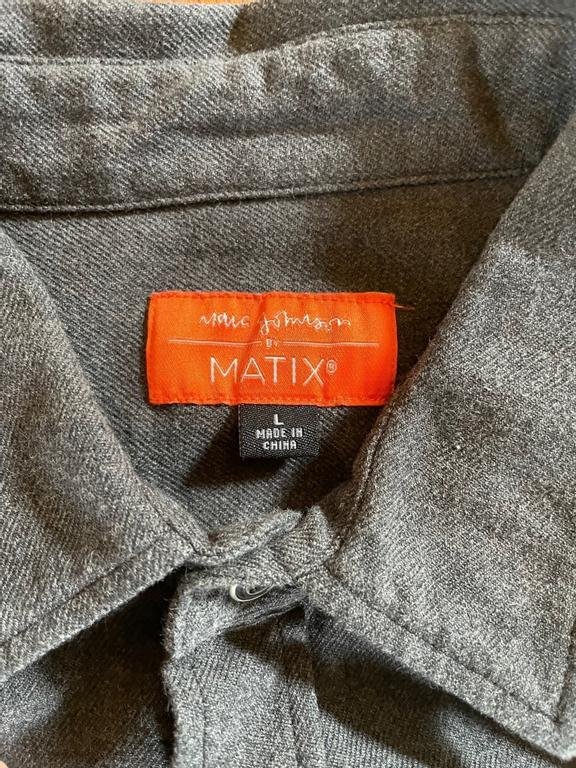 marc johnson
BY
MATIX®
L
MADE IN
CHINA